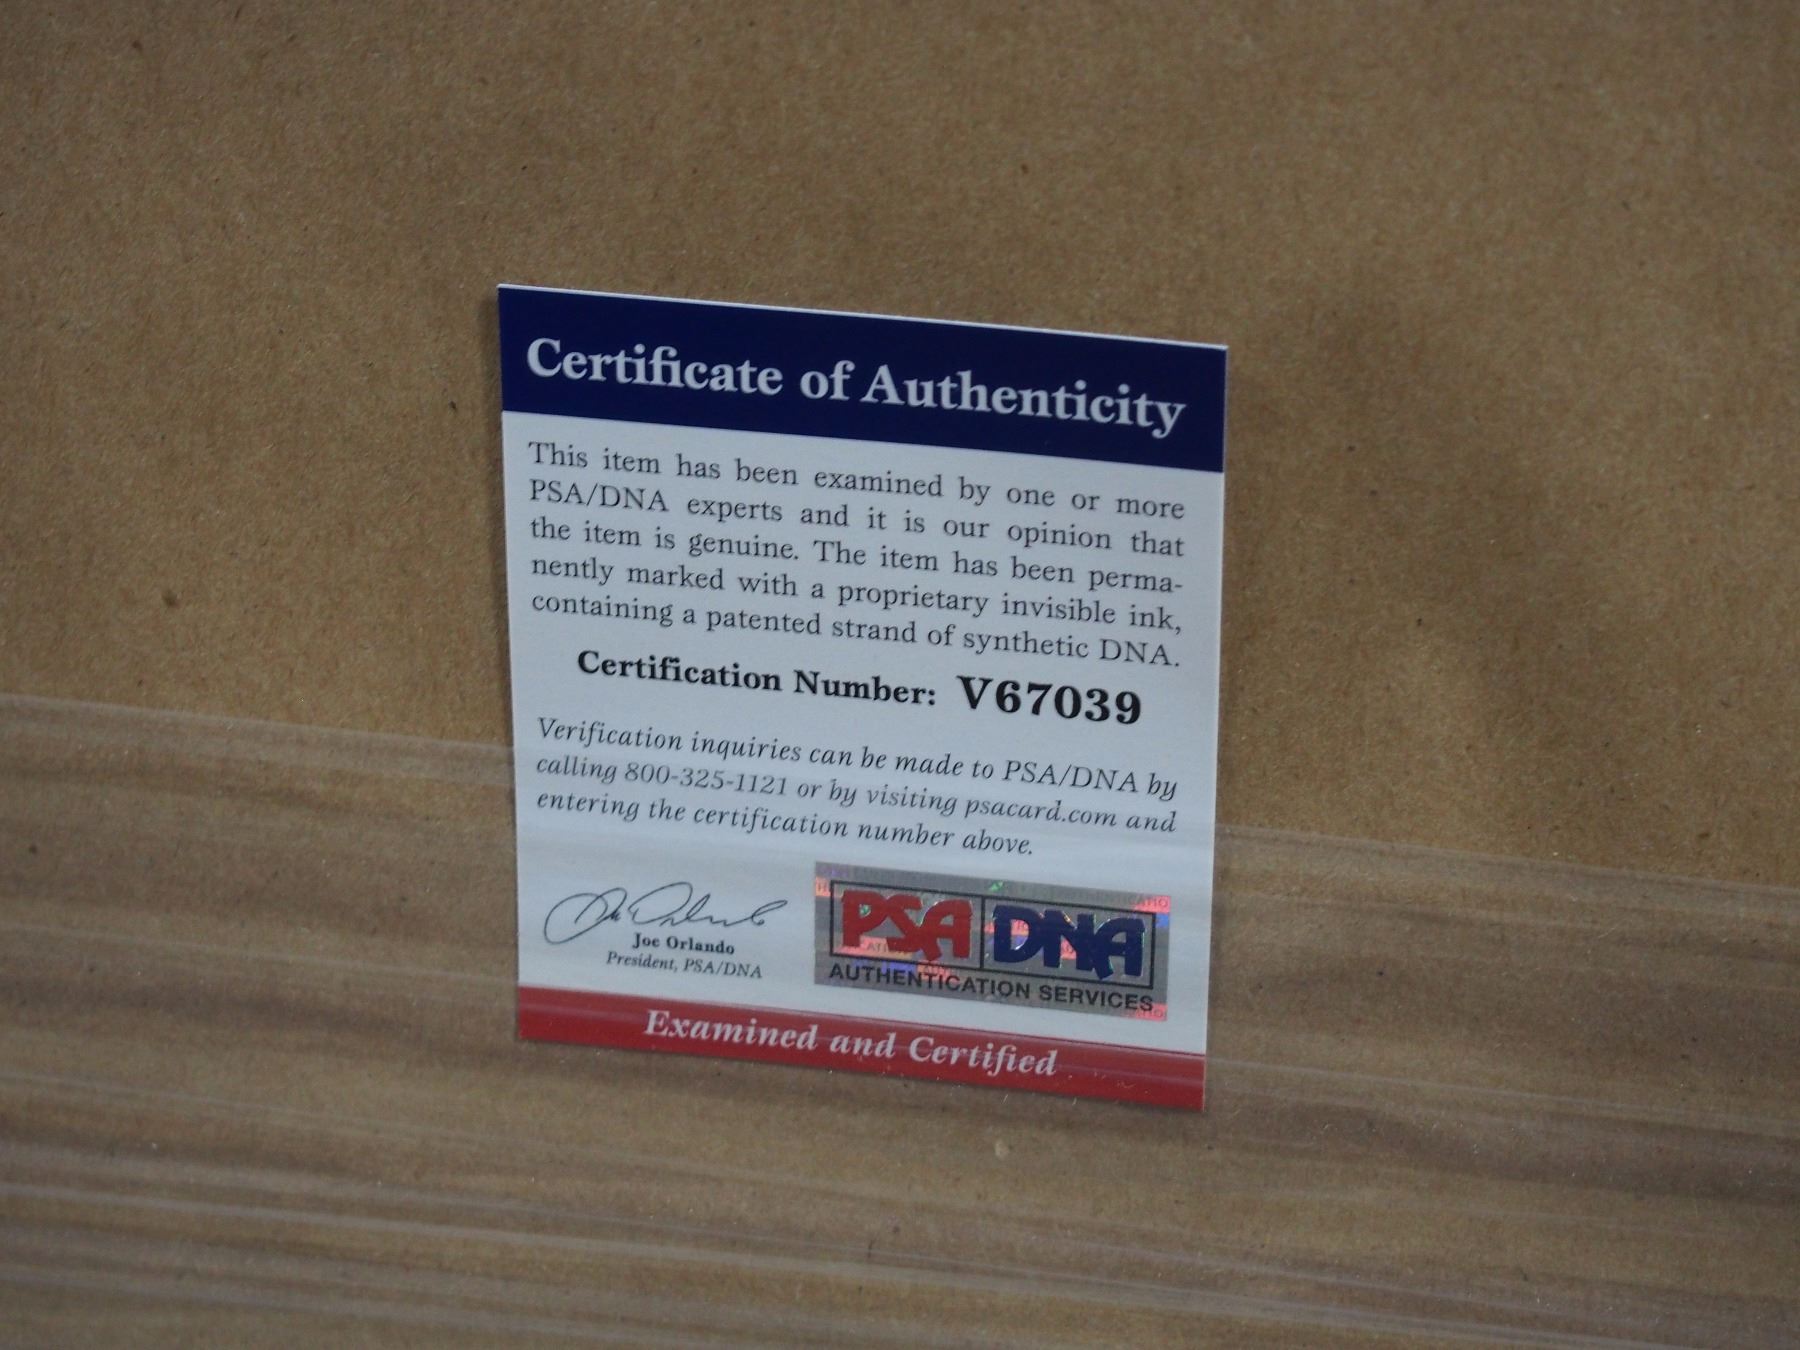 Certificate of Authenticity
This item has been examined by one or more
PSA/DNA experts and it is our opinion that
the item is genuine. The item has been perma-
nently marked with a proprietary invisible ink,
containing a patented strand of synthetic DNA.
Certification Number: V67039
Verification inquiries can be made to PSA/DNA by
calling 800-325-1121 or by visiting psacard.com and
entering the certification number above.
Joe Orlando
President, PSA/DNA
PSA DNA
AUTHENTICATION SERVICES
Examined and Certified